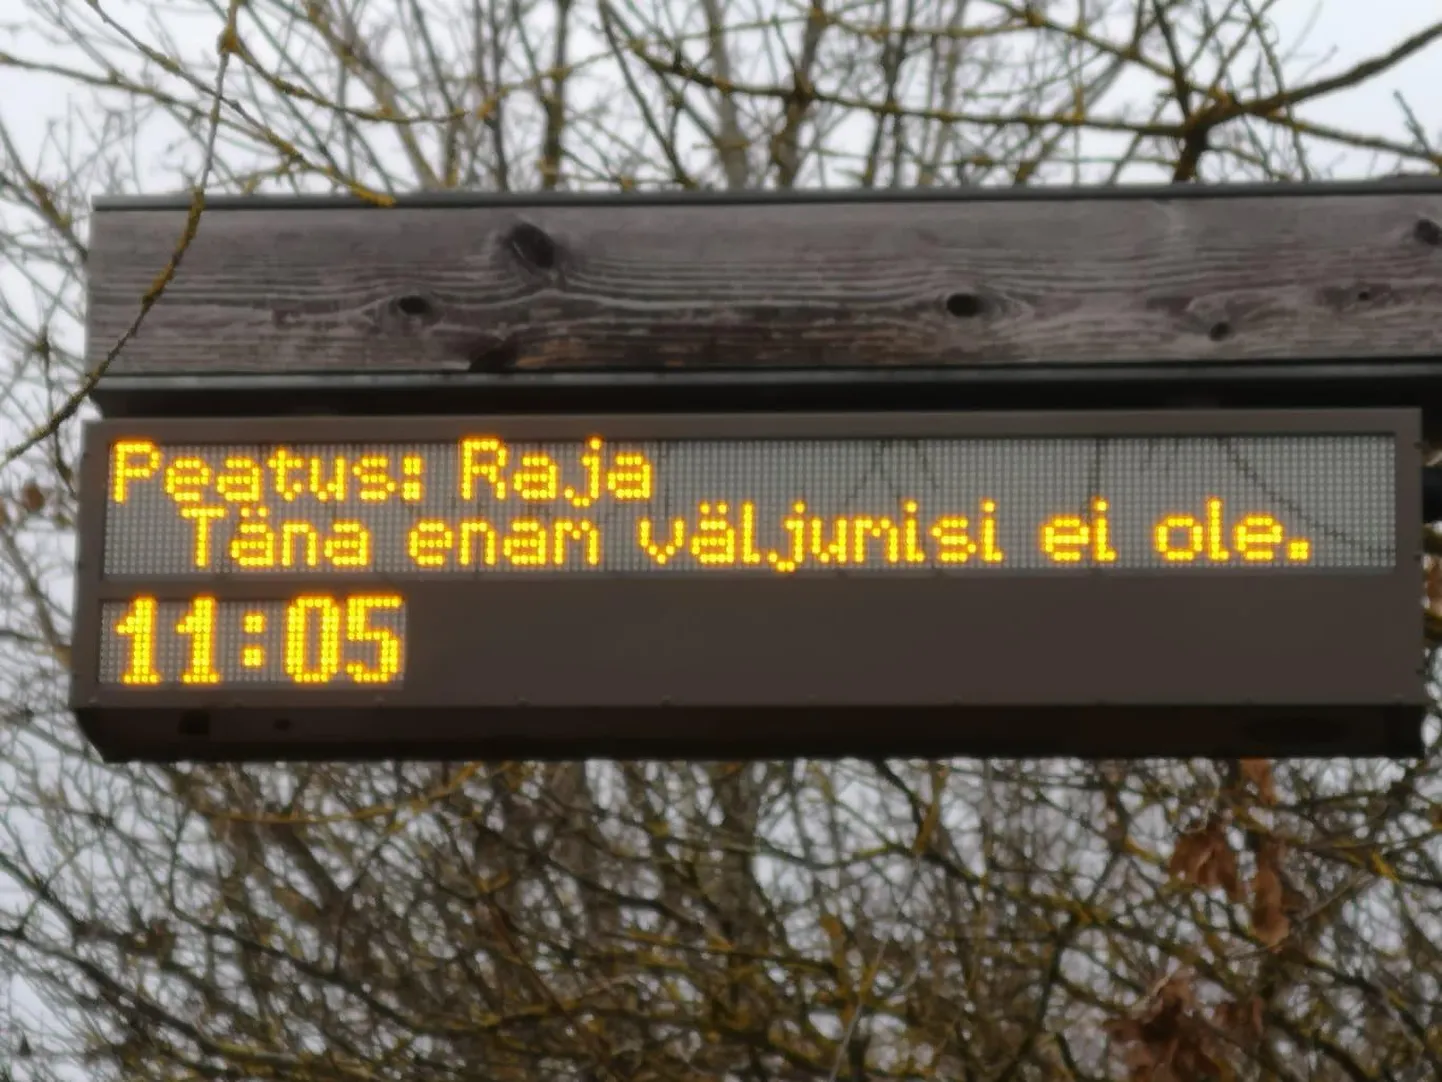 Peatus: Raja
Täna enam väljumisi ei ole.
11:05